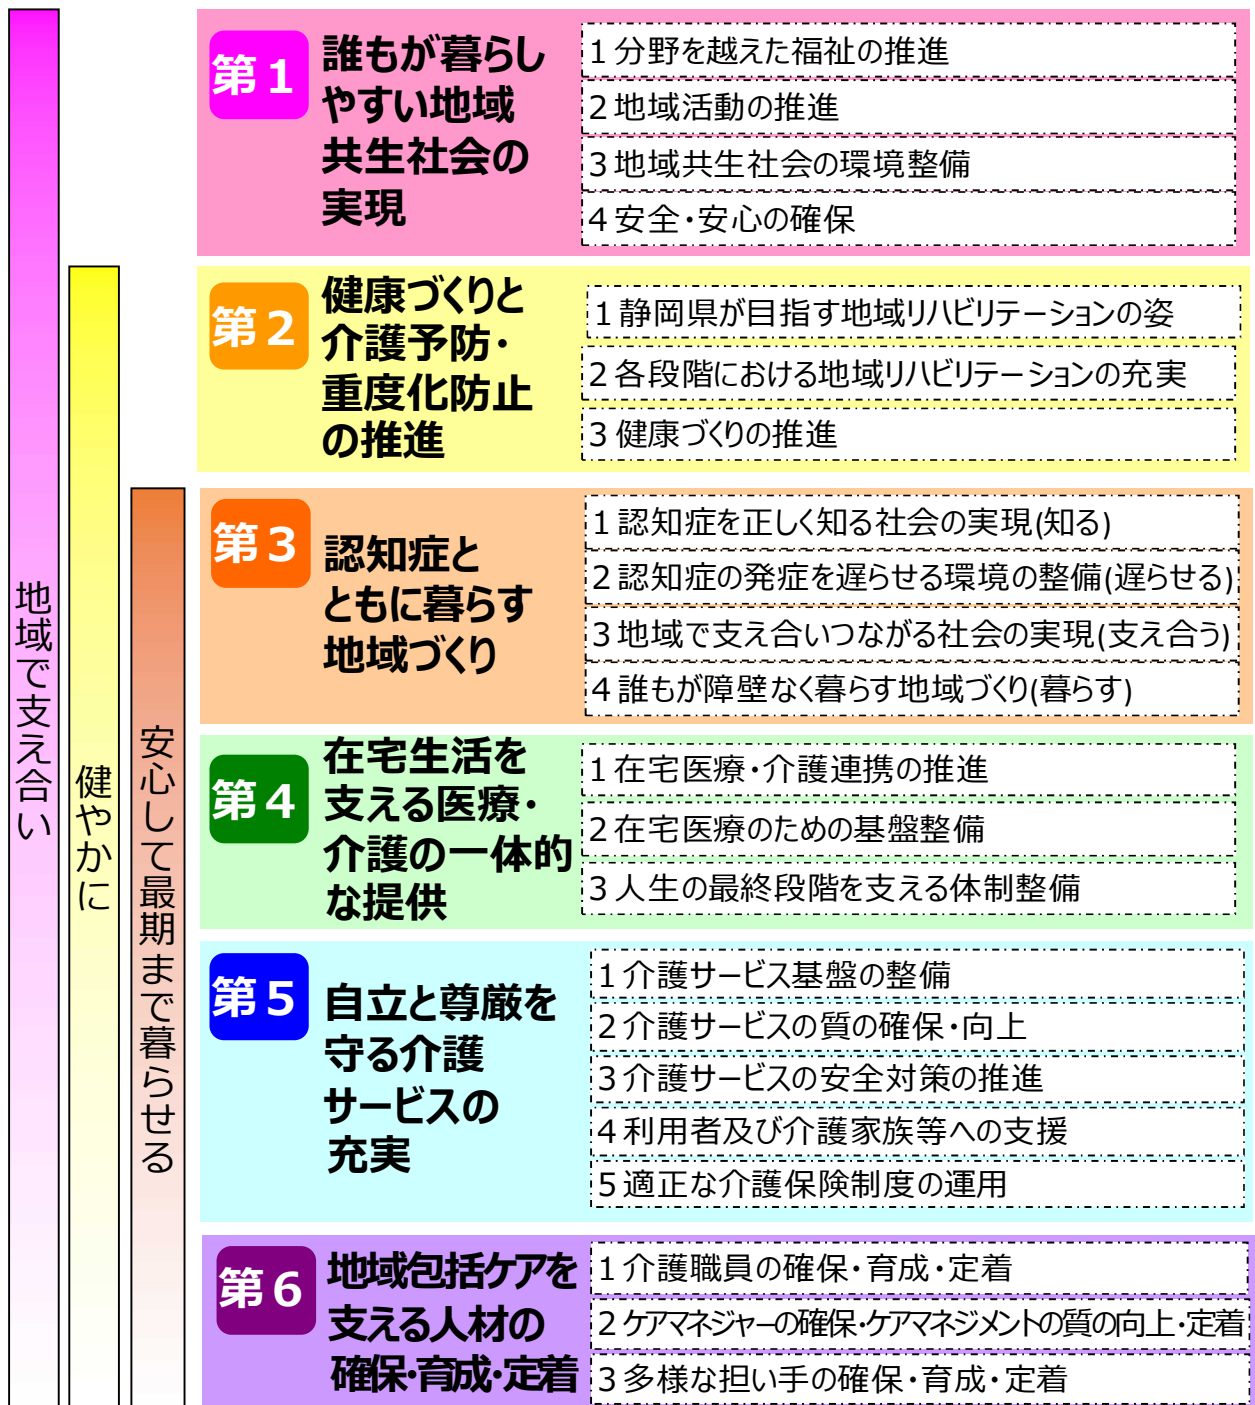 地域で支え合い
健やかに
安心して最期まで暮らせる
第1
誰もが暮らし
やすい地域
共生社会の
実現
1 分野を越えた福祉の推進
2 地域活動の推進
3 地域共生社会の環境整備
4 安全・安心の確保
第2
健康づくりと
介護予防・
重度化防止
の推進
1 静岡県が目指す地域リハビリテーションの姿
2 各段階における地域リハビリテーションの充実
3 健康づくりの推進
第3
認知症と
ともに暮らす
地域づくり
1 認知症を正しく知る社会の実現(知る)
2 認知症の発症を遅らせる環境の整備(遅らせる)
3 地域で支え合いつながる社会の実現(支え合う)
4 誰もが障壁なく暮らす地域づくり(暮らす)
第4
在宅生活を
支える医療・
介護の一体的
な提供
1 在宅医療・介護連携の推進
2 在宅医療のための基盤整備
3 人生の最終段階を支える体制整備
第5
自立と尊厳を
守る介護
サービスの
充実
1 介護サービス基盤の整備
2 介護サービスの質の確保・向上
3 介護サービスの安全対策の推進
4 利用者及び介護家族等への支援
5 適正な介護保険制度の運用
第6
地域包括ケアを
支える人材の
確保・育成・定着
1 介護職員の確保・育成・定着
2 ケアマネジャーの確保・ケアマネジメントの質の向上・定着
3 多様な担い手の確保・育成・定着